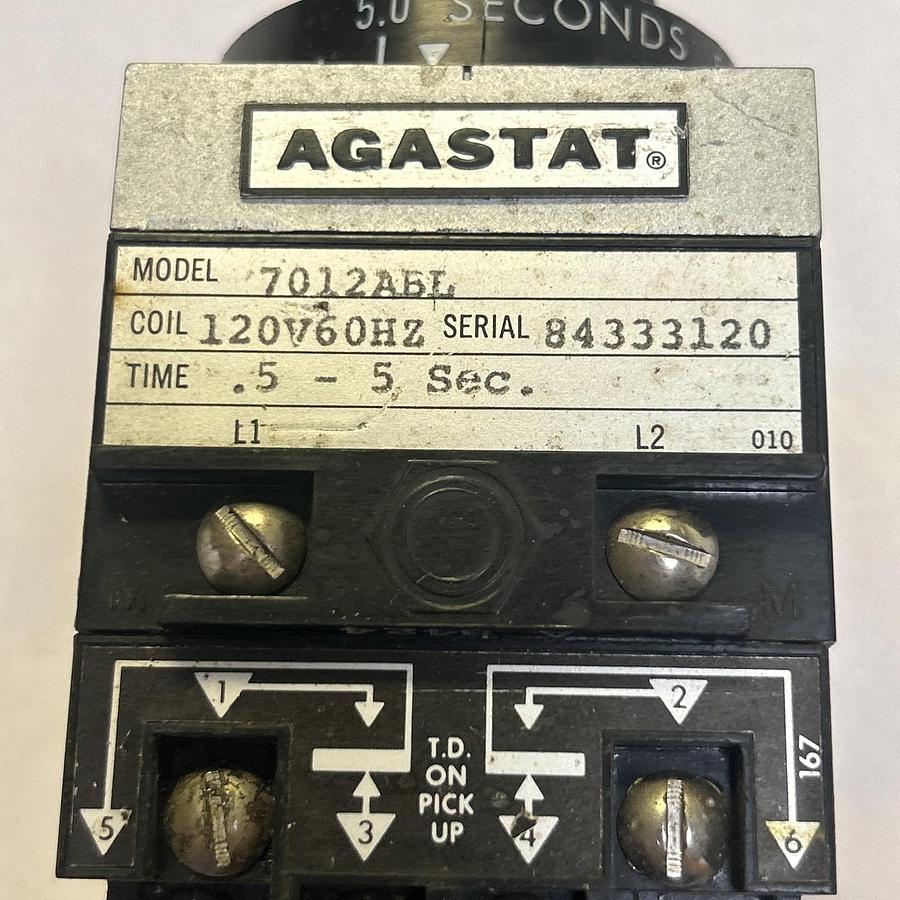 5.0 SECONDS
AGASTAT®
MODEL 7012ABL
COIL 120V60HZ SERIAL 84333120
TIME .5 - 5 Sec.
L1 L2 010
M M
1 2
T.D.
ON
PICK
UP
167
5 3 4 6